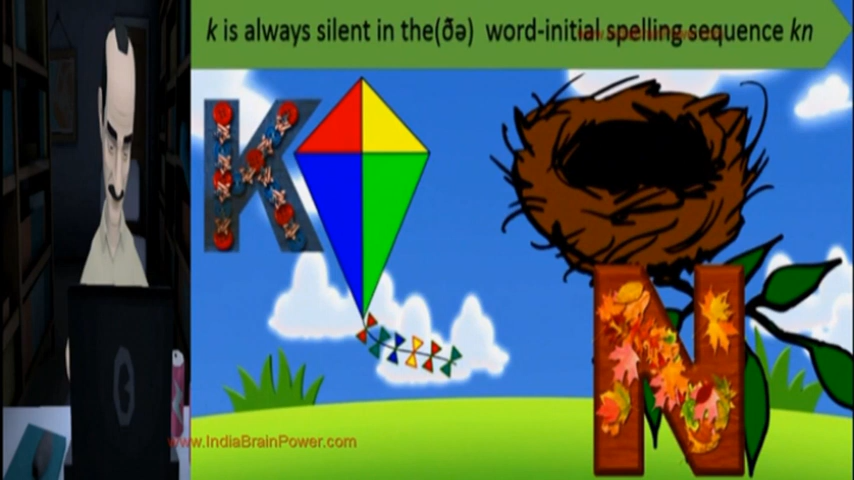 k is always silent in the(ðə) word-initial spelling sequence kn
K
N
www.IndiaBrainPower.com